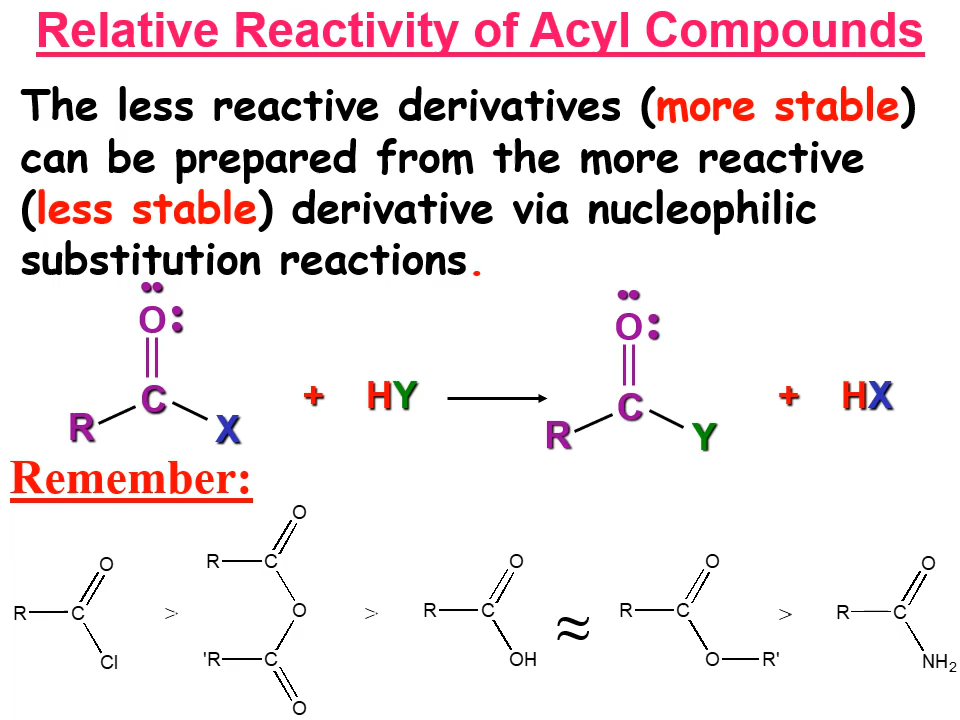 Relative Reactivity of Acyl Compounds
The less reactive derivatives (more stable)
can be prepared from the more reactive
(less stable) derivative via nucleophilic
substitution reactions.
O: O:
C + HY C + HX
R X R Y
Remember:
O
R C O O O
O R C > O > R C ≈ R C > R C
Cl 'R C OH O R' NH2
O